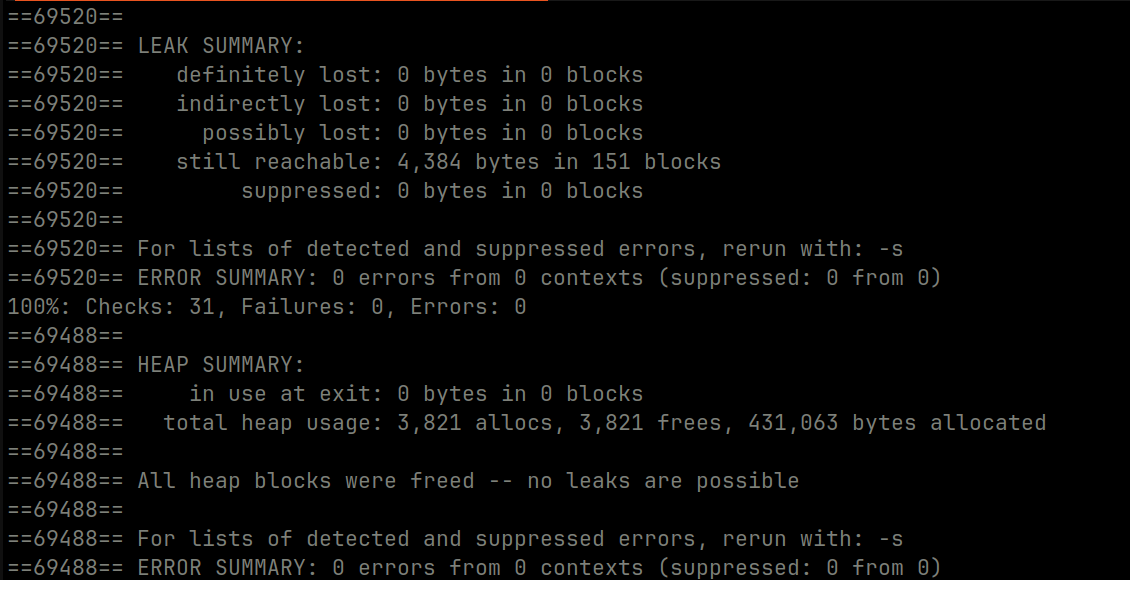 ==69520==
==69520== LEAK SUMMARY:
==69520==    definitely lost: 0 bytes in 0 blocks
==69520==    indirectly lost: 0 bytes in 0 blocks
==69520==      possibly lost: 0 bytes in 0 blocks
==69520==    still reachable: 4,384 bytes in 151 blocks
==69520==         suppressed: 0 bytes in 0 blocks
==69520==
==69520== For lists of detected and suppressed errors, rerun with: -s
==69520== ERROR SUMMARY: 0 errors from 0 contexts (suppressed: 0 from 0)
100%: Checks: 31, Failures: 0, Errors: 0
==69488==
==69488== HEAP SUMMARY:
==69488==     in use at exit: 0 bytes in 0 blocks
==69488==   total heap usage: 3,821 allocs, 3,821 frees, 431,063 bytes allocated
==69488==
==69488== All heap blocks were freed -- no leaks are possible
==69488==
==69488== For lists of detected and suppressed errors, rerun with: -s
==69488== ERROR SUMMARY: 0 errors from 0 contexts (suppressed: 0 from 0)